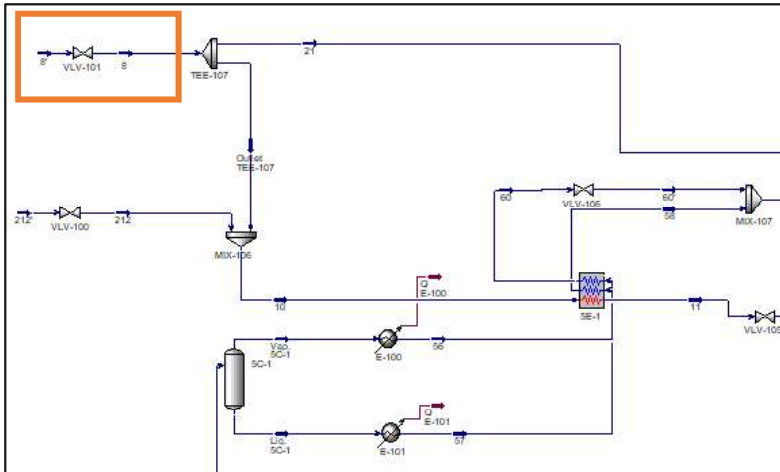 21
8'
VLV-101
8
TEE-107
Outlet
TEE-107
60
VLV-106
60'
58
MIX-107
212'
VLV-100
212
MIX-106
Q
E-100
10
5E-1
11
VLV-105
Vap.
5C-1
E-100
56
5C-1
Q
E-101
Liq.
5C-1
E-101
57